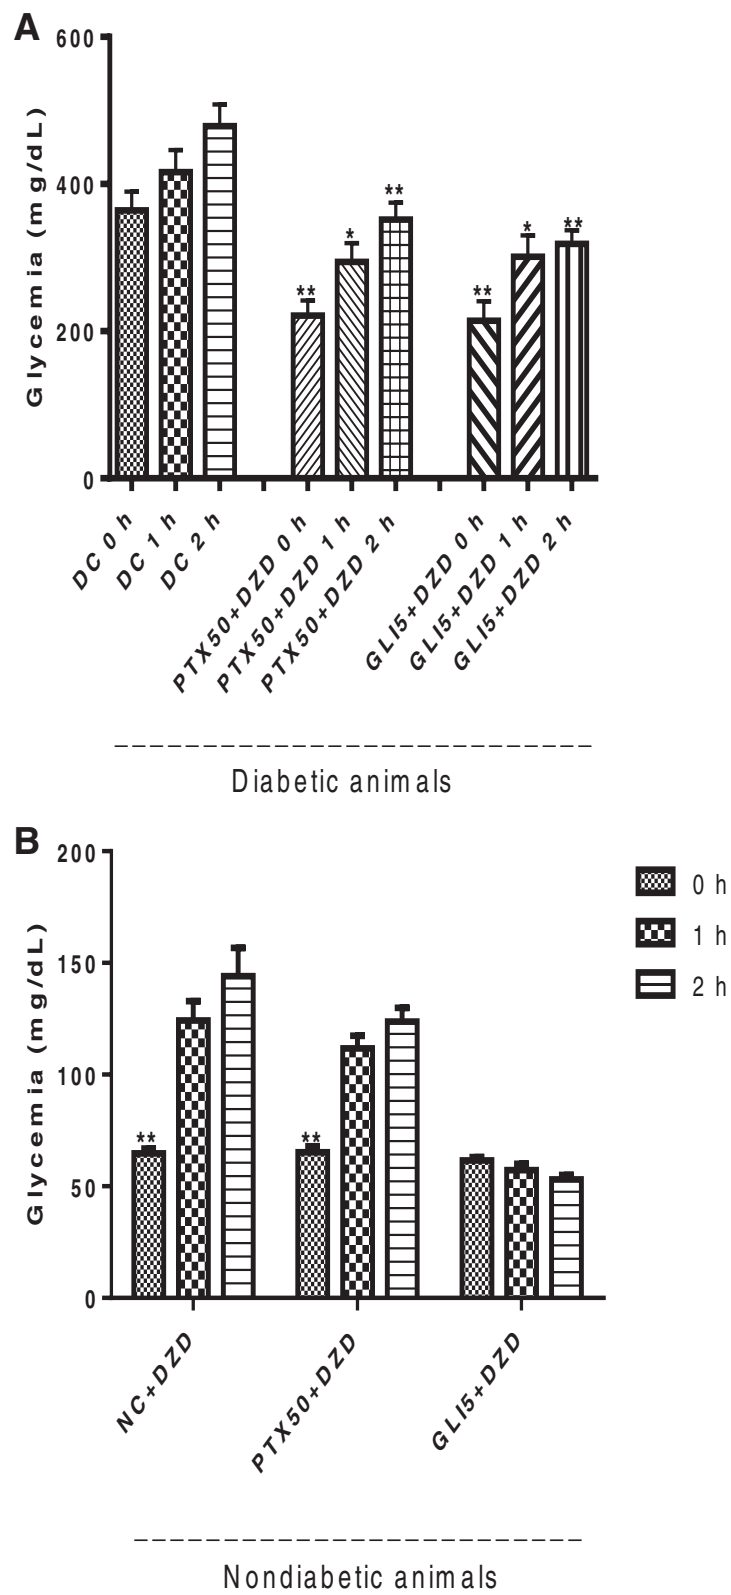 A
600
400
200
0
Glycemia (mg/dL)
**
*
**
**
*
**
DC 0 h
DC 1 h
DC 2 h
PTX50+DZD 0 h
PTX50+DZD 1 h
PTX50+DZD 2 h
GLI5+DZD 0 h
GLI5+DZD 1 h
GLI5+DZD 2 h
Diabetic animals
B
200
150
100
50
0
Glycemia (mg/dL)
**
**
0 h
1 h
2 h
NC+DZD
PTX50+DZD
GLI5+DZD
Nondiabetic animals